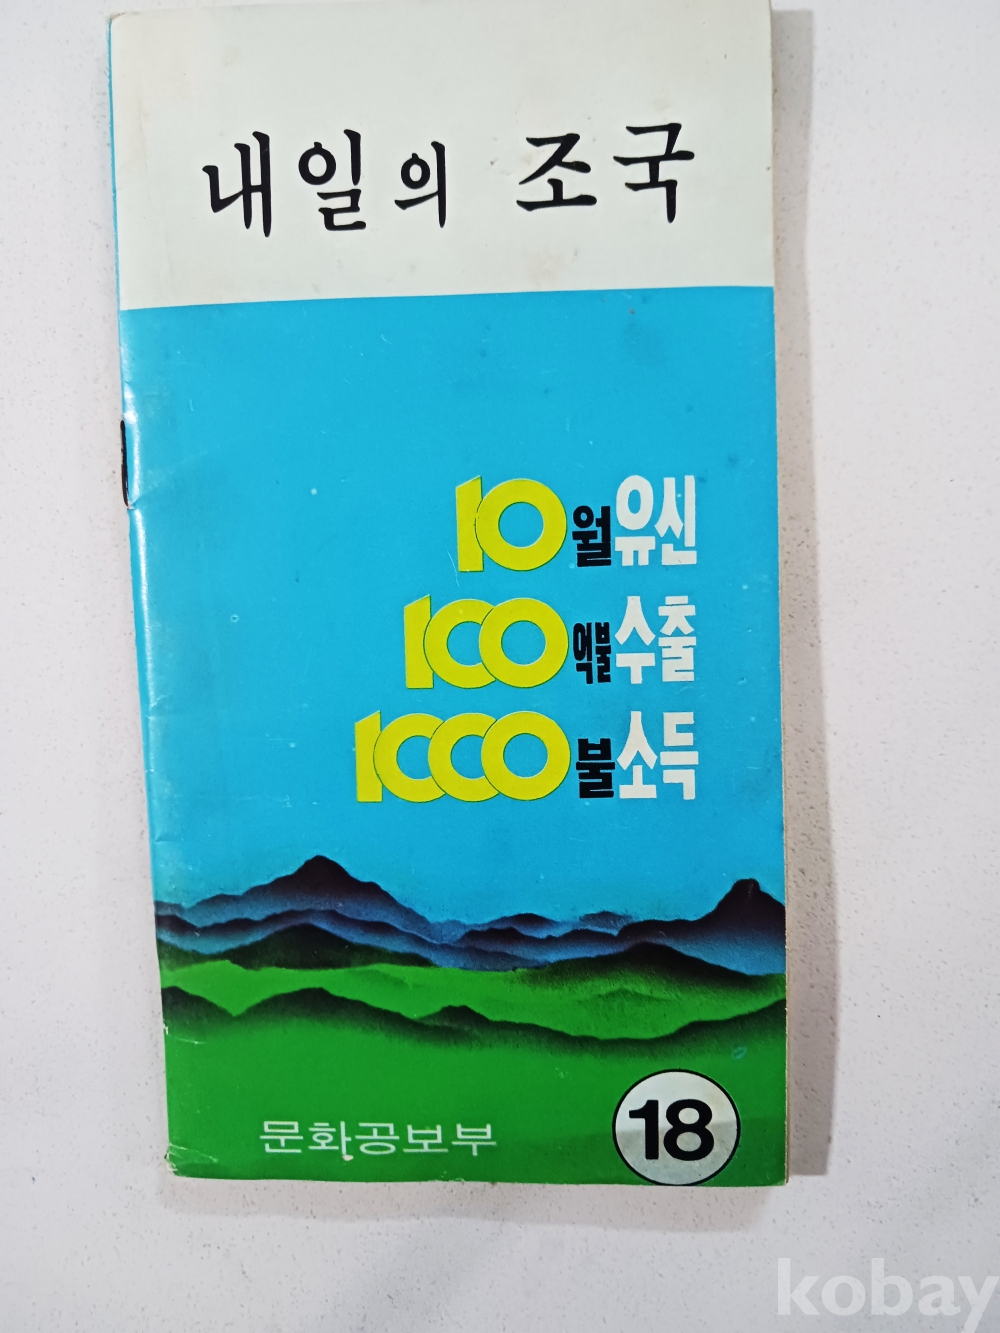 내일의 조국
10월유신
100억불수출
1000불소득
문화공보부
18
kobay